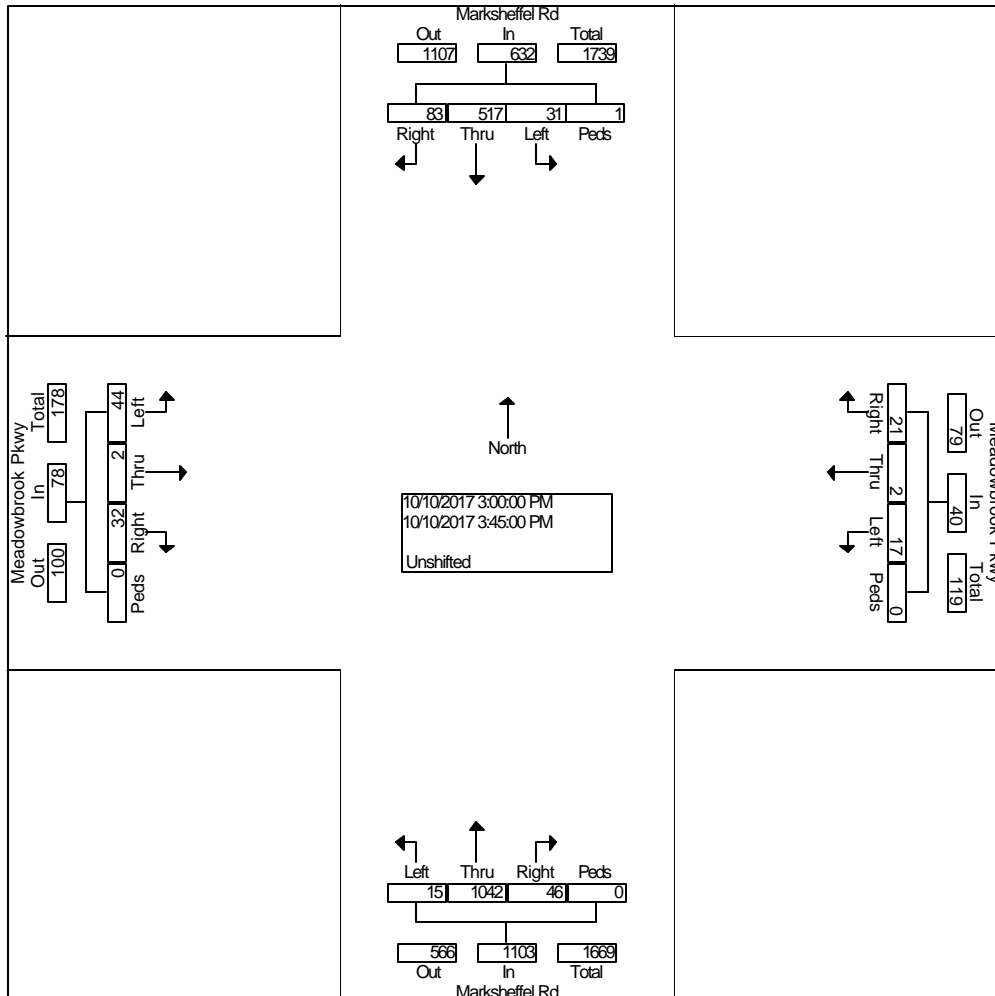 Marksheffel Rd
Out In Total
1107 632 1739
83 517 31 1
Right Thru Left Peds
Meadowbrook Pkwy
Total In Out
178 78 100
44 2 32 0
Left Thru Right Peds
North
10/10/2017 3:00:00 PM
10/10/2017 3:45:00 PM
Unshifted
Right Thru Left Peds
21 2 17 0
Out In Total
79 40 119
Meadowbrook Pkwy
Left Thru Right Peds
15 1042 46 0
566 1103 1669
Out In Total
Marksheffel Rd